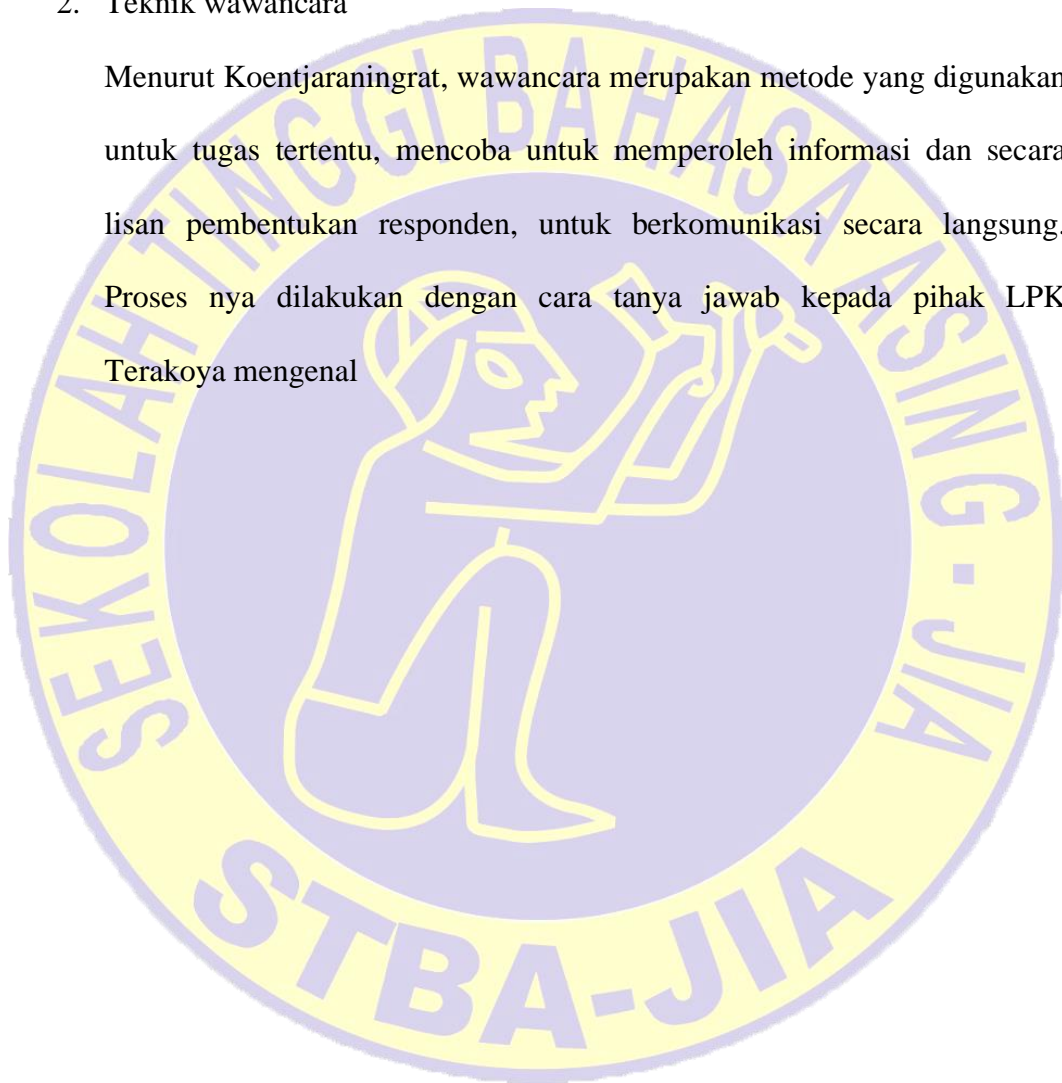 2. Teknik wawancara
Menurut Koentjaraningrat, wawancara merupakan metode yang digunakan
untuk tugas tertentu, mencoba untuk memperoleh informasi dan secara
lisan pembentukan responden, untuk berkomunikasi secara langsung.
Proses nya dilakukan dengan cara tanya jawab kepada pihak LPK
Terakoya mengenal
SEKOLAH TINGGI BAHASA ASING - JIA
STBA-JIA